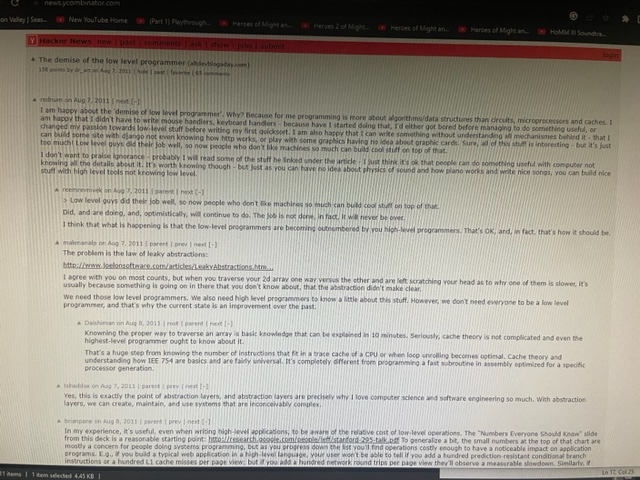 news.ycombinator.com
on Valley | Seas...
New YouTube Home
(Part 1) Playthrough...
Heroes of Might an...
Heroes 2 of Might...
Heroes of Might an...
Heroes of Might an...
HoMM III Soundtra...
Y Hacker News new | past | comments | ask | show | jobs | submit
login
The demise of the low level programmer (altdevblogaday.com)
on Aug 7, 2011 | hide | past | favorite | comments
on Aug 7, 2011 | next [-]
I am happy about the 'demise of low level programmer'. Why? Because for me programming is more about algorithms/data structures than circuits, microprocessors and caches. I
am happy that I didn't have to write mouse handlers, keyboard handlers - because have I started doing that, I'd either got bored before managing to do something useful, or
changed my passion towards low-level stuff before writing my first quicksort. I am also happy that I can write something without understanding all mechanismes behind it - that I
can build some site with django not even knowing how http works, or play with some graphics having no idea about graphic cards. Sure, all of this stuff is interesting - but it's just
too much! Low level guys did their job well, so now people who don't like machines so much can build cool stuff on top of that.
I don't want to praise ignorance - probably I will read some of the stuff he linked under the article - I just think it's ok that people can do something useful with computer not
knowing all the details about it. It's worth knowing though - but just as you can have no idea about physics of sound and how piano works and write nice songs, you can build nice
stuff with high level tools not knowing low level.
on Aug 7, 2011 | parent | next [-]
> Low level guys did their job well, so now people who don't like machines so much can build cool stuff on top of that.
Did, and are doing, and, optimistically, will continue to do. The job is not done, in fact, it will never be over.
I think that what is happening is that the low-level programmers are becoming outnumbered by you high-level programmers. That's OK, and, in fact, that's how it should be.
on Aug 7, 2011 | parent | prev | next [-]
The problem is the law of leaky abstractions:
http://www.joelonsoftware.com/articles/LeakyAbstractions.htm...
I agree with you on most counts, but when you traverse your 2d array one way versus the other and are left scratching your head as to why one of them is slower, it's
usually because something is going on in there that you don't know about, that the abstraction didn't make clear.
We need those low level programmers. We also need high level programmers to know a little about this stuff. However, we don't need everyone to be a low level
programmer, and that's why the current state is an improvement over the past.
on Aug 8, 2011 | root | parent | next [-]
Knowning the proper way to traverse an array is basic knowledge that can be explained in 10 minutes. Seriously, cache theory is not complicated and even the
highest-level programmer ought to know about it.
That's a huge step from knowing the number of instructions that fit in a trace cache of a CPU or when loop unrolling becomes optimal. Cache theory and
understanding how IEE 754 are basics and are fairly universal. It's completely different from programming a fast subroutine in assembly optimized for a specific
processor generation.
on Aug 7, 2011 | parent | prev | next [-]
Yes, this is exactly the point of abstraction layers, and abstraction layers are precisely why I love computer science and software engineering so much. With abstraction
layers, we can create, maintain, and use systems that are inconceivably complex.
on Aug 8, 2011 | parent | prev | next [-]
In my experience, it's useful, even when writing high-level applications, to be aware of the relative cost of low-level operations. The "Numbers Everyone Should Know" slide
from this deck is a reasonable starting point: http://research.google.com/people/jeff/stanford-295-talk.pdf To generalize a bit, the small numbers at the top of that chart are
mostly a concern for people doing systems programming, but as you progress down the list you'll find operations costly enough to have a noticeable impact on application
programs. E.g., if you build a typical web application in a high-level language, your user won't be able to tell if you add a hundred prediction-resistant conditional branch
instructions or a hundred L1 cache misses per page view; but if you add a hundred network round trips per page view they'll observe a measurable slowdown. Similarly, if
11 items | 1 item selected 4.45 KB |
Ln 17, Col 25